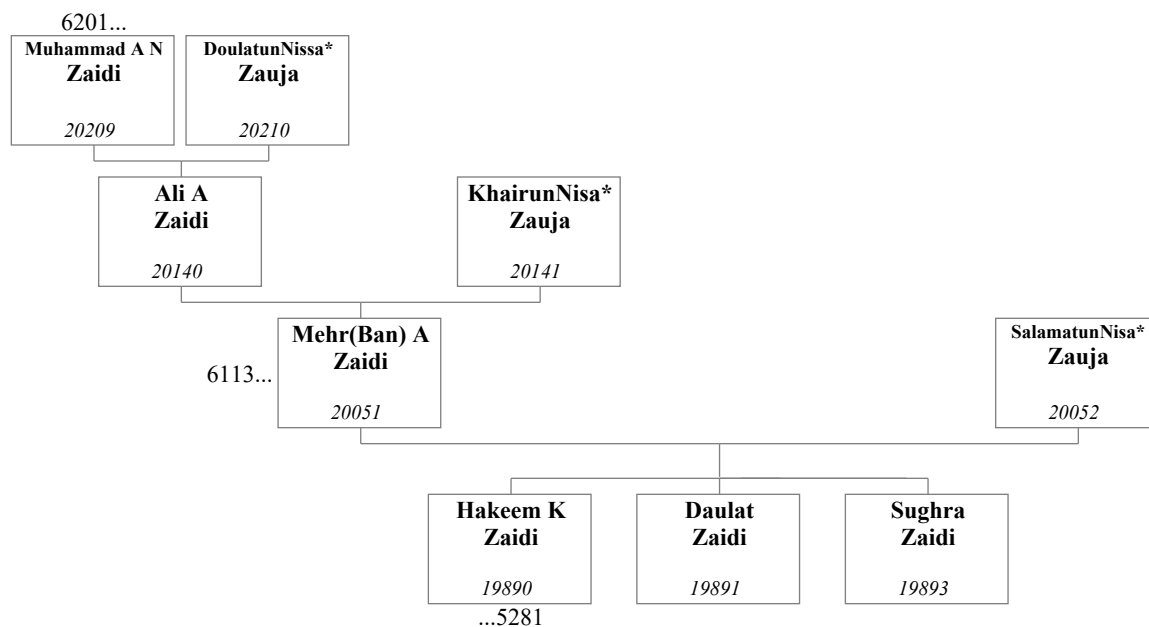 6201...
Muhammad A N
Zaidi
20209
DoulatunNissa*
Zauja
20210
Ali A
Zaidi
20140
KhairunNisa*
Zauja
20141
6113...
Mehr(Ban) A
Zaidi
20051
SalamatunNisa*
Zauja
20052
Hakeem K
Zaidi
19890
...5281
Daulat
Zaidi
19891
Sughra
Zaidi
19893